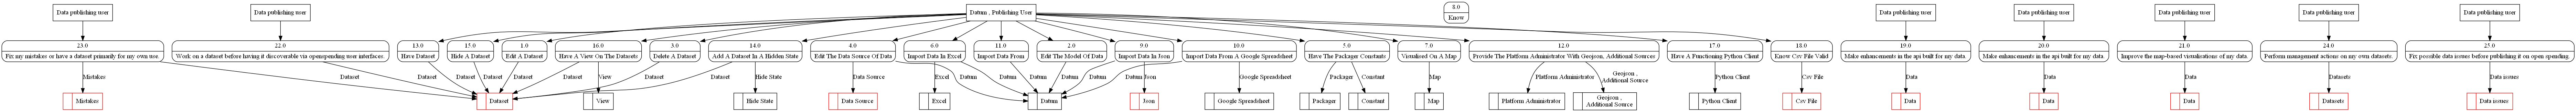 Data publishing user
Data publishing user
Datum , Publishing User
8.0
Know
Data publishing user
Data publishing user
Data publishing user
Data publishing user
Data publishing user
23.0
Fix my mistakes or have a dataset primarily for my own use.
22.0
Work on a dataset before having it discoverable via openspending user interfaces.
13.0
Have Dataset
15.0
Hide A Dataset
1.0
Edit A Dataset
16.0
Have A View On The Datasets
3.0
Delete A Dataset
14.0
Add A Dataset In A Hidden State
4.0
Edit The Data Source Of Data
6.0
Import Data In Excel
11.0
Import Data From
2.0
Edit The Model Of Data
9.0
Import Data In Json
10.0
Import Data From A Google Spreadsheet
5.0
Have The Packager Constants
7.0
Visualised On A Map
12.0
Provide The Platform Administrator With Geojson, Additional Sources
17.0
Have A Functioning Python Client
18.0
Know Csv File Valid
19.0
Make enhancements in the api built for my data.
20.0
Make enhancements in the api built for my data.
21.0
Improve the map-based visualisations of my data.
24.0
Perform management actions on my own datasets.
25.0
Fix possible data issues before publishing it on open spending.
Mistakes
Dataset
Dataset
Dataset
Dataset
Dataset
Dataset
View
Dataset
Dataset
Hide State
Data Source
Datum
Excel
Datum
Datum
Datum
Datum
Json
Datum
Google Spreadsheet
Packager
Constant
Map
Platform Administrator
Geojson ,
Additional Source
Python Client
Csv File
Data
Data
Data
Datasets
Data issues
Mistakes
Dataset
View
Hide State
Data Source
Excel
Datum
Json
Google Spreadsheet
Packager
Constant
Map
Platform Administrator
Geojson ,
Additional Source
Python Client
Csv File
Data
Data
Data
Datasets
Data issues